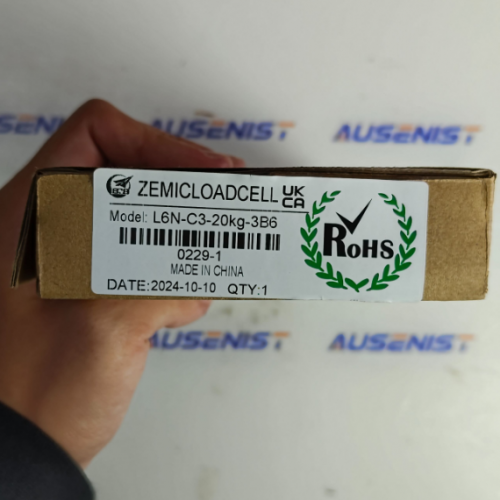 AUSENIST
AUSENIST
ZEMICLOADCELL
UK
CA
Model: L6N-C3-20kg-3B6
0229-1
MADE IN CHINA
DATE:2024-10-10 QTY:1
RoHS
AUSENIST
AUSENIST